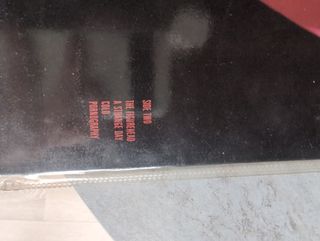 SIDE TWO
THE FIGUREHEAD
A STRANGE DAY
COLD
PORNOGRAPHY